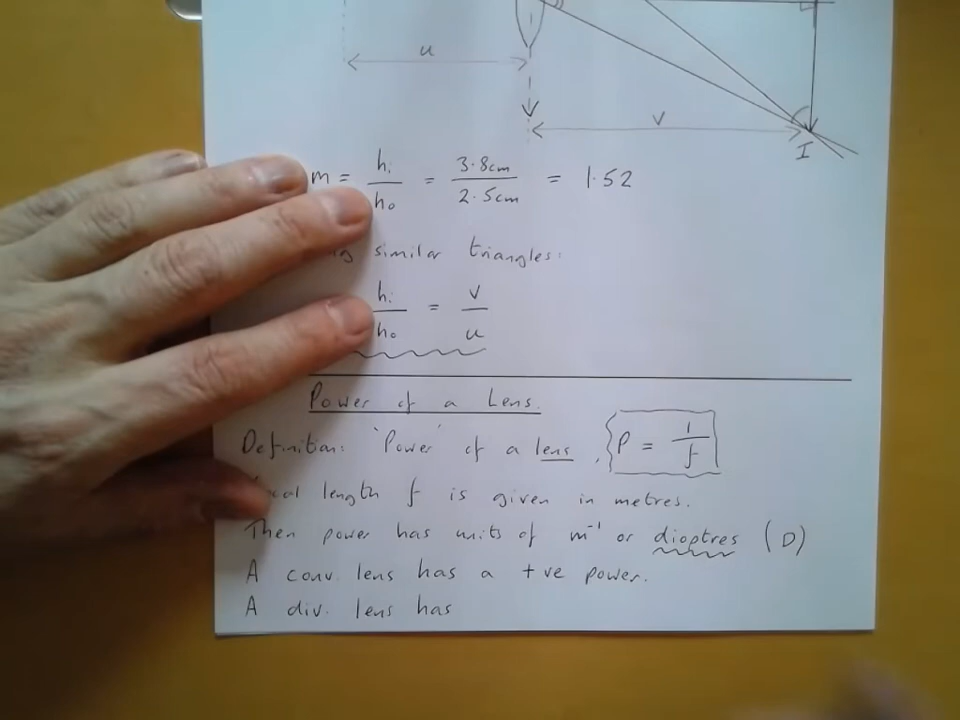 u
v
I
m = hi/ho = 3.8cm/2.5cm = 1.52
similar triangles:
hi/ho = v/u
Power of a Lens.
Definition: 'Power' of a lens, P = 1/f
length f is given in metres.
Then power has units of m⁻¹ or dioptres (D)
A conv. lens has a +ve power.
A div. lens has